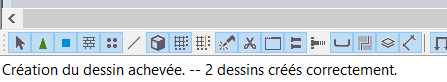 Création du dessin achevée. -- 2 dessins créés correctement.